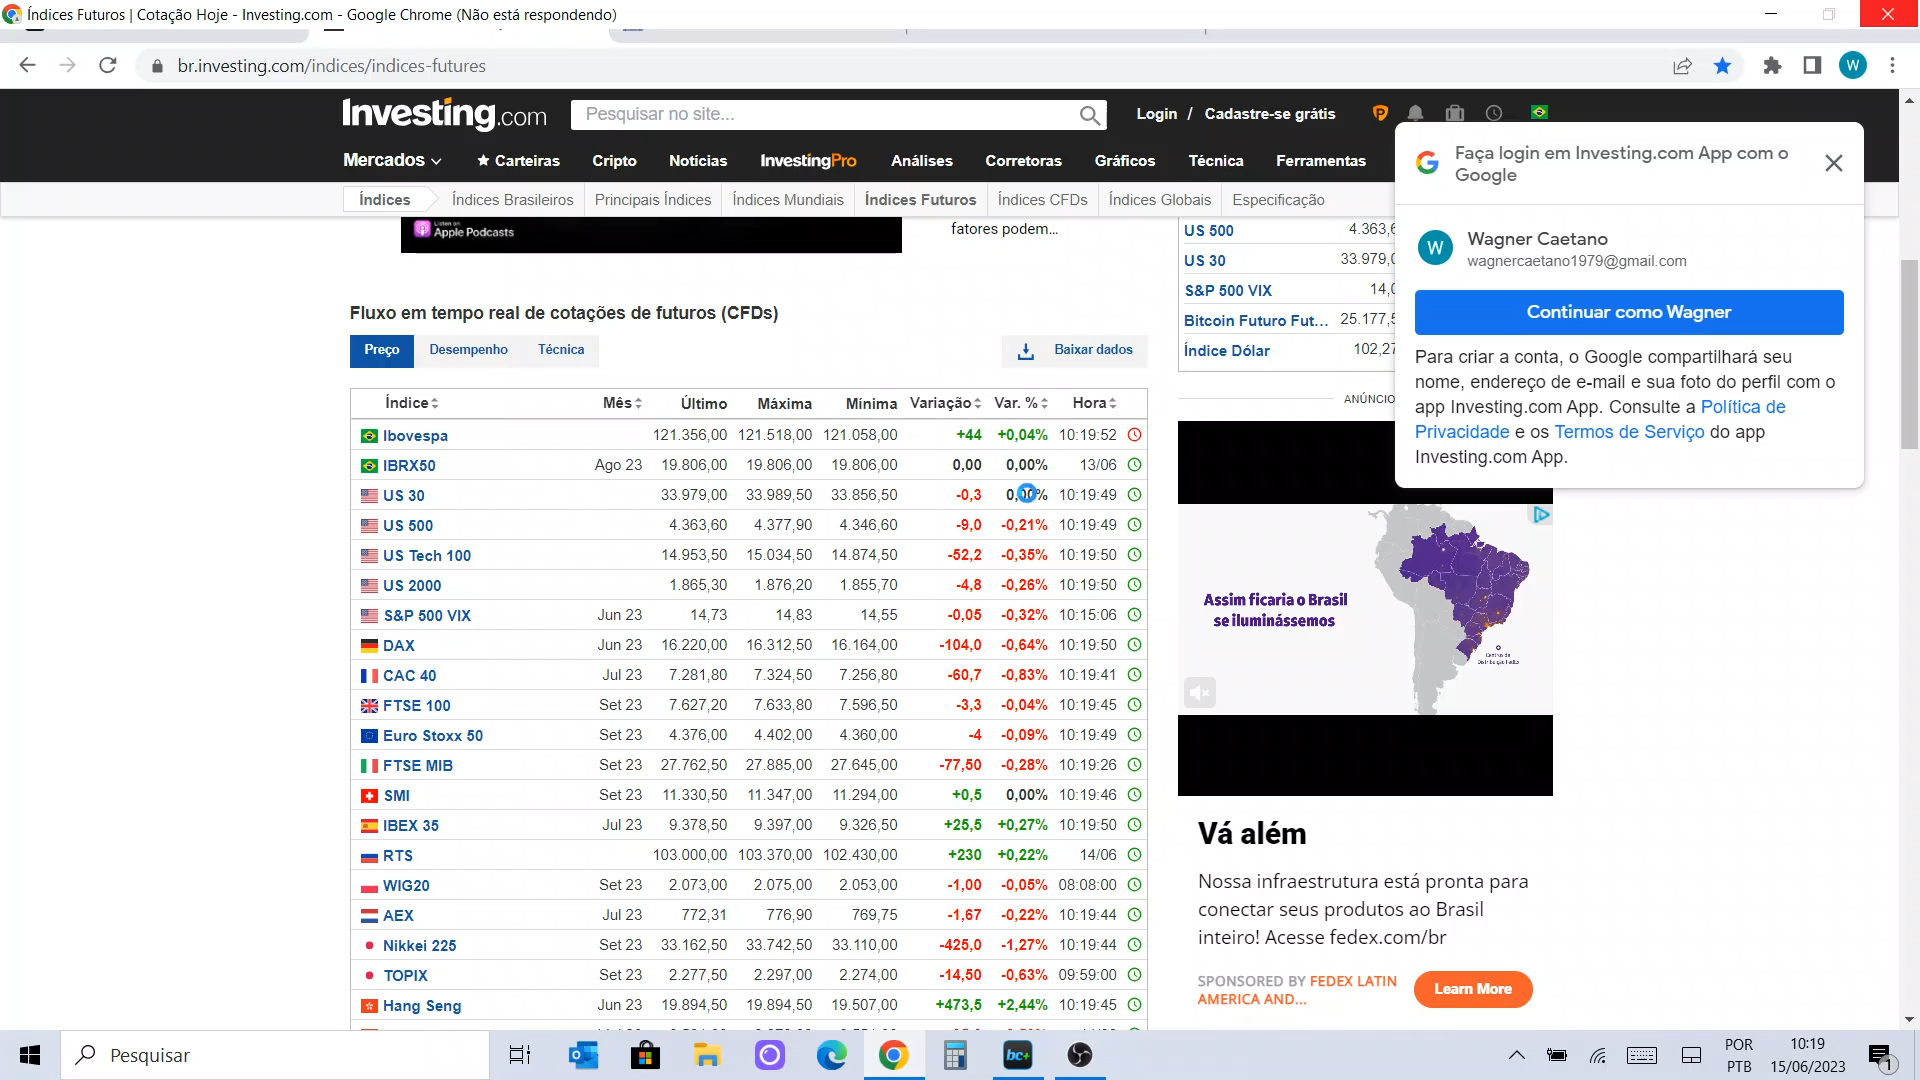 Índices Futuros | Cotação Hoje - Investing.com - Google Chrome (Não está respondendo)
br.investing.com/indices/indices-futures
W
Investing.com
Pesquisar no site...
Login / Cadastre-se grátis
Mercados
Carteiras
Cripto
Notícias
InvestingPro
Análises
Corretoras
Gráficos
Técnica
Ferramentas
Índices
Índices Brasileiros
Principais Índices
Índices Mundiais
Índices Futuros
Índices CFDs
Índices Globais
Especificação
Listen on
Apple Podcasts
fatores podem...
US 500 4.363,6
US 30 33.979,0
S&P 500 VIX 14,0
Bitcoin Futuro Fut... 25.177,5
Índice Dólar 102,27
Faça login em Investing.com App com o
Google
W
Wagner Caetano
wagnercaetano1979@gmail.com
Continuar como Wagner
Para criar a conta, o Google compartilhará seu
nome, endereço de e-mail e sua foto do perfil com o
app Investing.com App. Consulte a Política de
Privacidade e os Termos de Serviço do app
Investing.com App.
Fluxo em tempo real de cotações de futuros (CFDs)
Preço Desempenho Técnica
Baixar dados
Índice Mês Último Máxima Mínima Variação Var. % Hora
Ibovespa 121.356,00 121.518,00 121.058,00 +44 +0,04% 10:19:52
IBRX50 Ago 23 19.806,00 19.806,00 19.806,00 0,00 0,00% 13/06
US 30 33.979,00 33.989,50 33.856,50 -0,3 0,00% 10:19:49
US 500 4.363,60 4.377,90 4.346,60 -9,0 -0,21% 10:19:49
US Tech 100 14.953,50 15.034,50 14.874,50 -52,2 -0,35% 10:19:50
US 2000 1.865,30 1.876,20 1.855,70 -4,8 -0,26% 10:19:50
S&P 500 VIX Jun 23 14,73 14,83 14,55 -0,05 -0,32% 10:15:06
DAX Jun 23 16.220,00 16.312,50 16.164,00 -104,0 -0,64% 10:19:50
CAC 40 Jul 23 7.281,80 7.324,50 7.256,80 -60,7 -0,83% 10:19:41
FTSE 100 Set 23 7.627,20 7.633,80 7.596,50 -3,3 -0,04% 10:19:45
Euro Stoxx 50 Set 23 4.376,00 4.402,00 4.360,00 -4 -0,09% 10:19:49
FTSE MIB Set 23 27.762,50 27.885,00 27.645,00 -77,50 -0,28% 10:19:26
SMI Set 23 11.330,50 11.347,00 11.294,00 +0,5 0,00% 10:19:46
IBEX 35 Jul 23 9.378,50 9.397,00 9.326,50 +25,5 +0,27% 10:19:50
RTS 103.000,00 103.370,00 102.430,00 +230 +0,22% 14/06
WIG20 Set 23 2.073,00 2.075,00 2.053,00 -1,00 -0,05% 08:08:00
AEX Jul 23 772,31 776,90 769,75 -1,67 -0,22% 10:19:44
Nikkei 225 Set 23 33.162,50 33.742,50 33.110,00 -425,0 -1,27% 10:19:44
TOPIX Set 23 2.277,50 2.297,00 2.274,00 -14,50 -0,63% 09:59:00
Hang Seng Jun 23 19.894,50 19.894,50 19.507,00 +473,5 +2,44% 10:19:45
ANÚNCIO
Assim ficaria o Brasil
se iluminássemos
Centros de
Distribuição FedEx
Vá além
Nossa infraestrutura está pronta para
conectar seus produtos ao Brasil
inteiro! Acesse fedex.com/br
SPONSORED BY FEDEX LATIN
AMERICA AND...
Learn More
Pesquisar
bc+
POR
PTB
10:19
15/06/2023
1